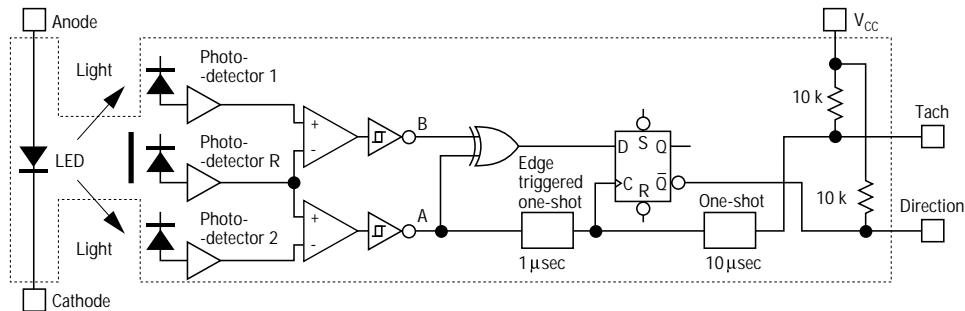 Anode
Light
Photo-
-detector 1
LED
Photo-
-detector R
Light
Photo-
-detector 2
Cathode
+
-
+
-
B
A
Edge
triggered
one-shot
1 μsec
D S Q
C R Q̅
One-shot
10 μsec
VCC
10 k
10 k
Tach
Direction